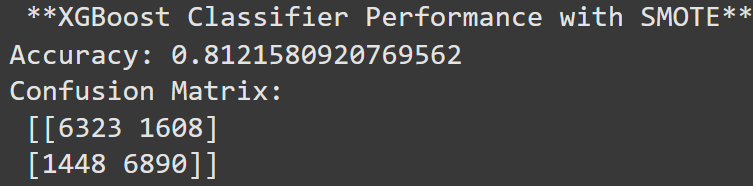 **XGBoost Classifier Performance with SMOTE**
Accuracy: 0.8121580920769562
Confusion Matrix:
[[6323 1608]
[1448 6890]]